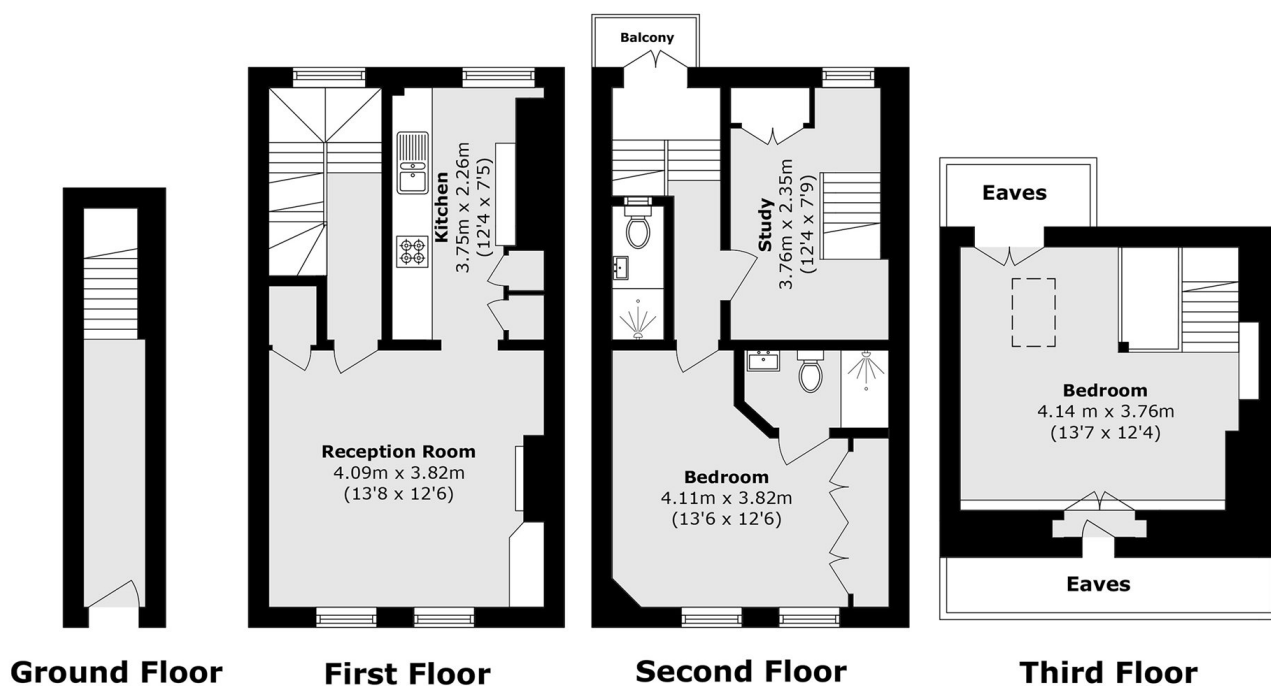 Balcony
Kitchen
3.75m x 2.26m
(12'4 x 7'5)
Study
3.76m x 2.35m
(12'4 x 7'9)
Eaves
Reception Room
4.09m x 3.82m
(13'8 x 12'6)
Bedroom
4.11m x 3.82m
(13'6 x 12'6)
Bedroom
4.14 m x 3.76m
(13'7 x 12'4)
Eaves
Ground Floor
First Floor
Second Floor
Third Floor